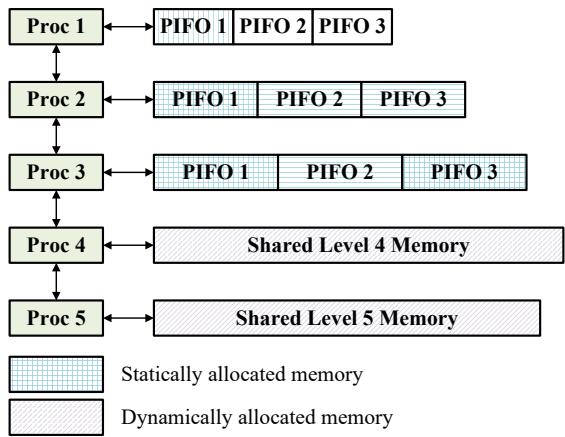 Proc 1 PIFO 1 PIFO 2 PIFO 3
Proc 2 PIFO 1 PIFO 2 PIFO 3
Proc 3 PIFO 1 PIFO 2 PIFO 3
Proc 4 Shared Level 4 Memory
Proc 5 Shared Level 5 Memory
Statically allocated memory
Dynamically allocated memory